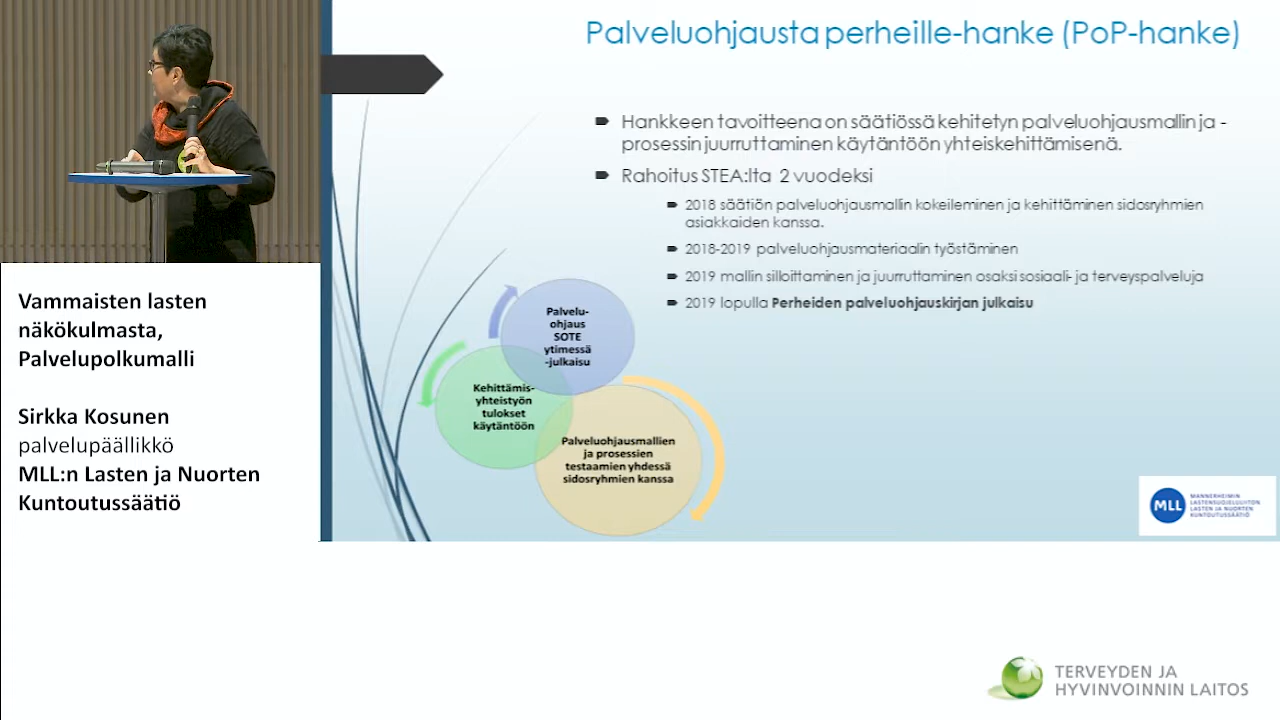 Palveluohjausta perheille-hanke (PoP-hanke)
Hankkeen tavoitteena on säätiössä kehitetyn palveluohjausmallin ja -
prosessin juurruttaminen käytäntöön yhteiskehittämisenä.
Rahoitus STEA:lta 2 vuodeksi
2018 säätiön palveluohjausmallin kokeileminen ja kehittäminen sidosryhmien
asiakkaiden kanssa.
2018-2019 palveluohjausmateriaalin työstäminen
2019 mallin silloittaminen ja juurruttaminen osaksi sosiaali- ja terveyspalveluja
2019 lopulla Perheiden palveluohjauskirjan julkaisu
Palvelu-
ohjaus
SOTE
ytimessä
-julkaisu
Kehittämis-
yhteistyön
tulokset
käytäntöön
Palveluohjausmallien
ja prosessien
testaamien yhdessä
sidosryhmien kanssa
MLL
MANNERHEIMIN
LASTENSUOJELULIITON
LASTEN JA NUORTEN
KUNTOUTUSSÄÄTIÖ
Vammaisten lasten
näkökulmasta,
Palvelupolkumalli
Sirkka Kosunen
palvelupäällikkö
MLL:n Lasten ja Nuorten
Kuntoutussäätiö
TERVEYDEN JA
HYVINVOINNIN LAITOS